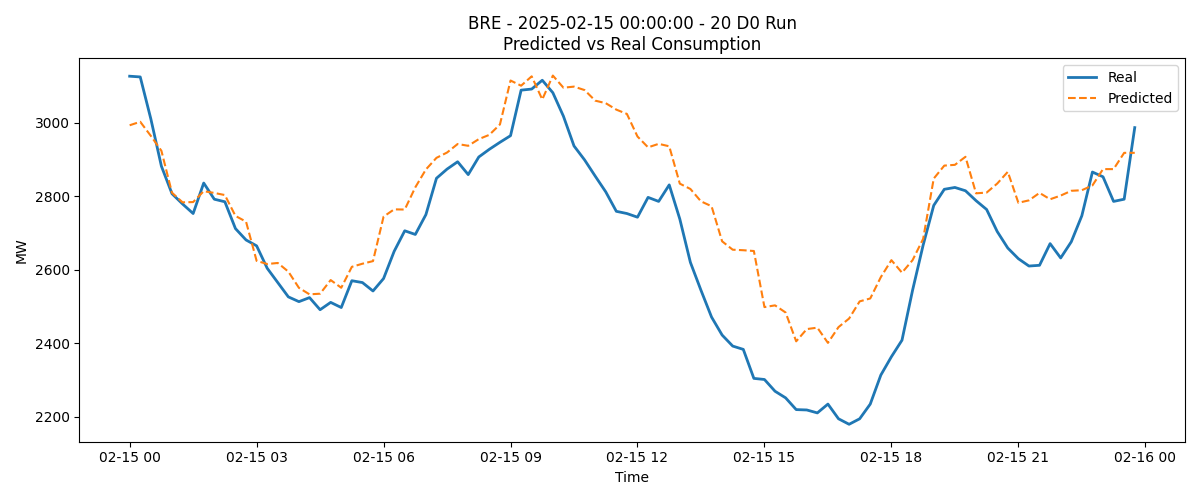 BRE - 2025-02-15 00:00:00 - 20 D0 Run
Predicted vs Real Consumption
Real
Predicted
MW
3000
2800
2600
2400
2200
02-15 00
02-15 03
02-15 06
02-15 09
02-15 12
02-15 15
02-15 18
02-15 21
02-16 00
Time